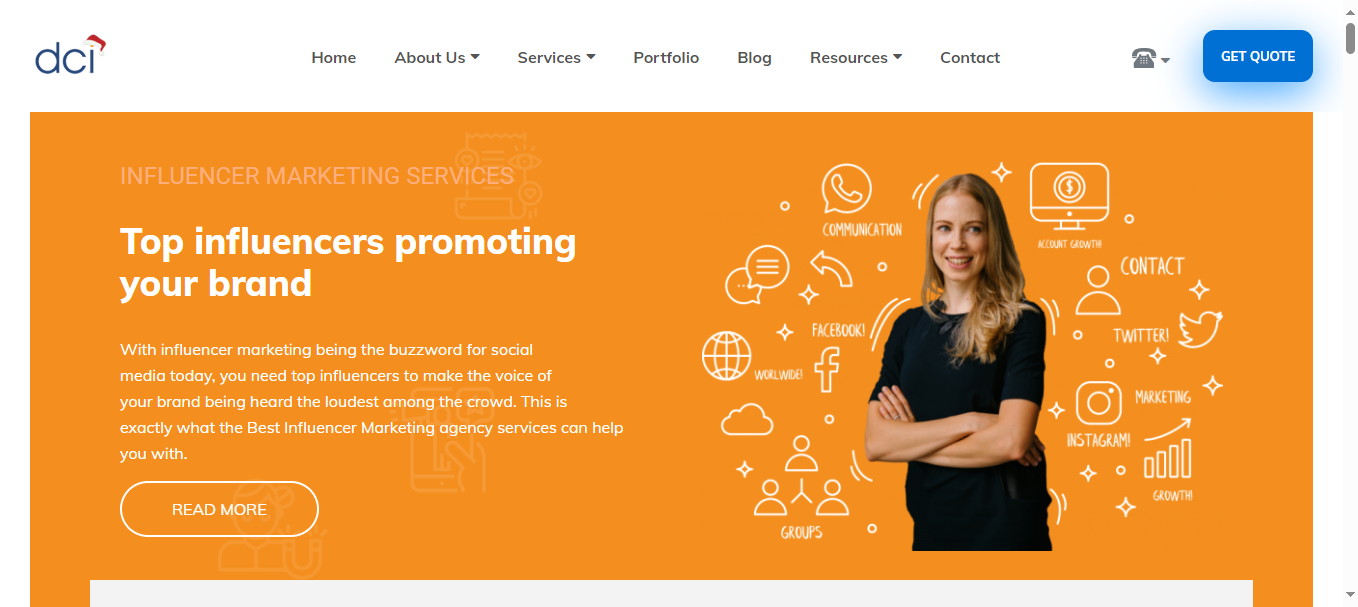 dci
Home
About Us
Services
Portfolio
Blog
Resources
Contact
GET QUOTE
INFLUENCER MARKETING SERVICES
Top influencers promoting
your brand
With influencer marketing being the buzzword for social
media today, you need top influencers to make the voice of
your brand being heard the loudest among the crowd. This is
exactly what the Best Influencer Marketing agency services can help
you with.
READ MORE
COMMUNICATION
ACCOUNT GROWTH!
CONTACT
FACEBOOK!
TWITTER!
WORLWIDE!
MARKETING
INSTAGRAM!
GROWTH!
GROUPS